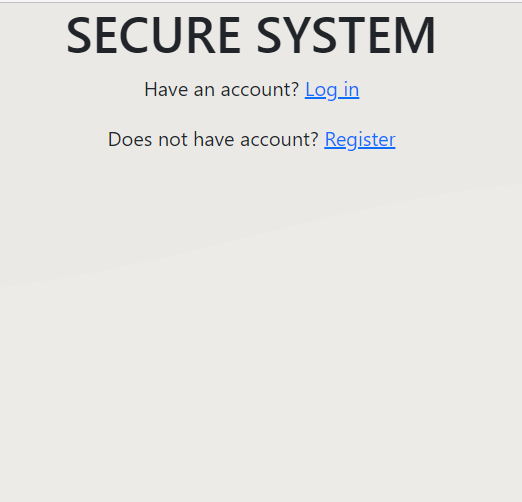 SECURE SYSTEM
Have an account? Log in
Does not have account? Register